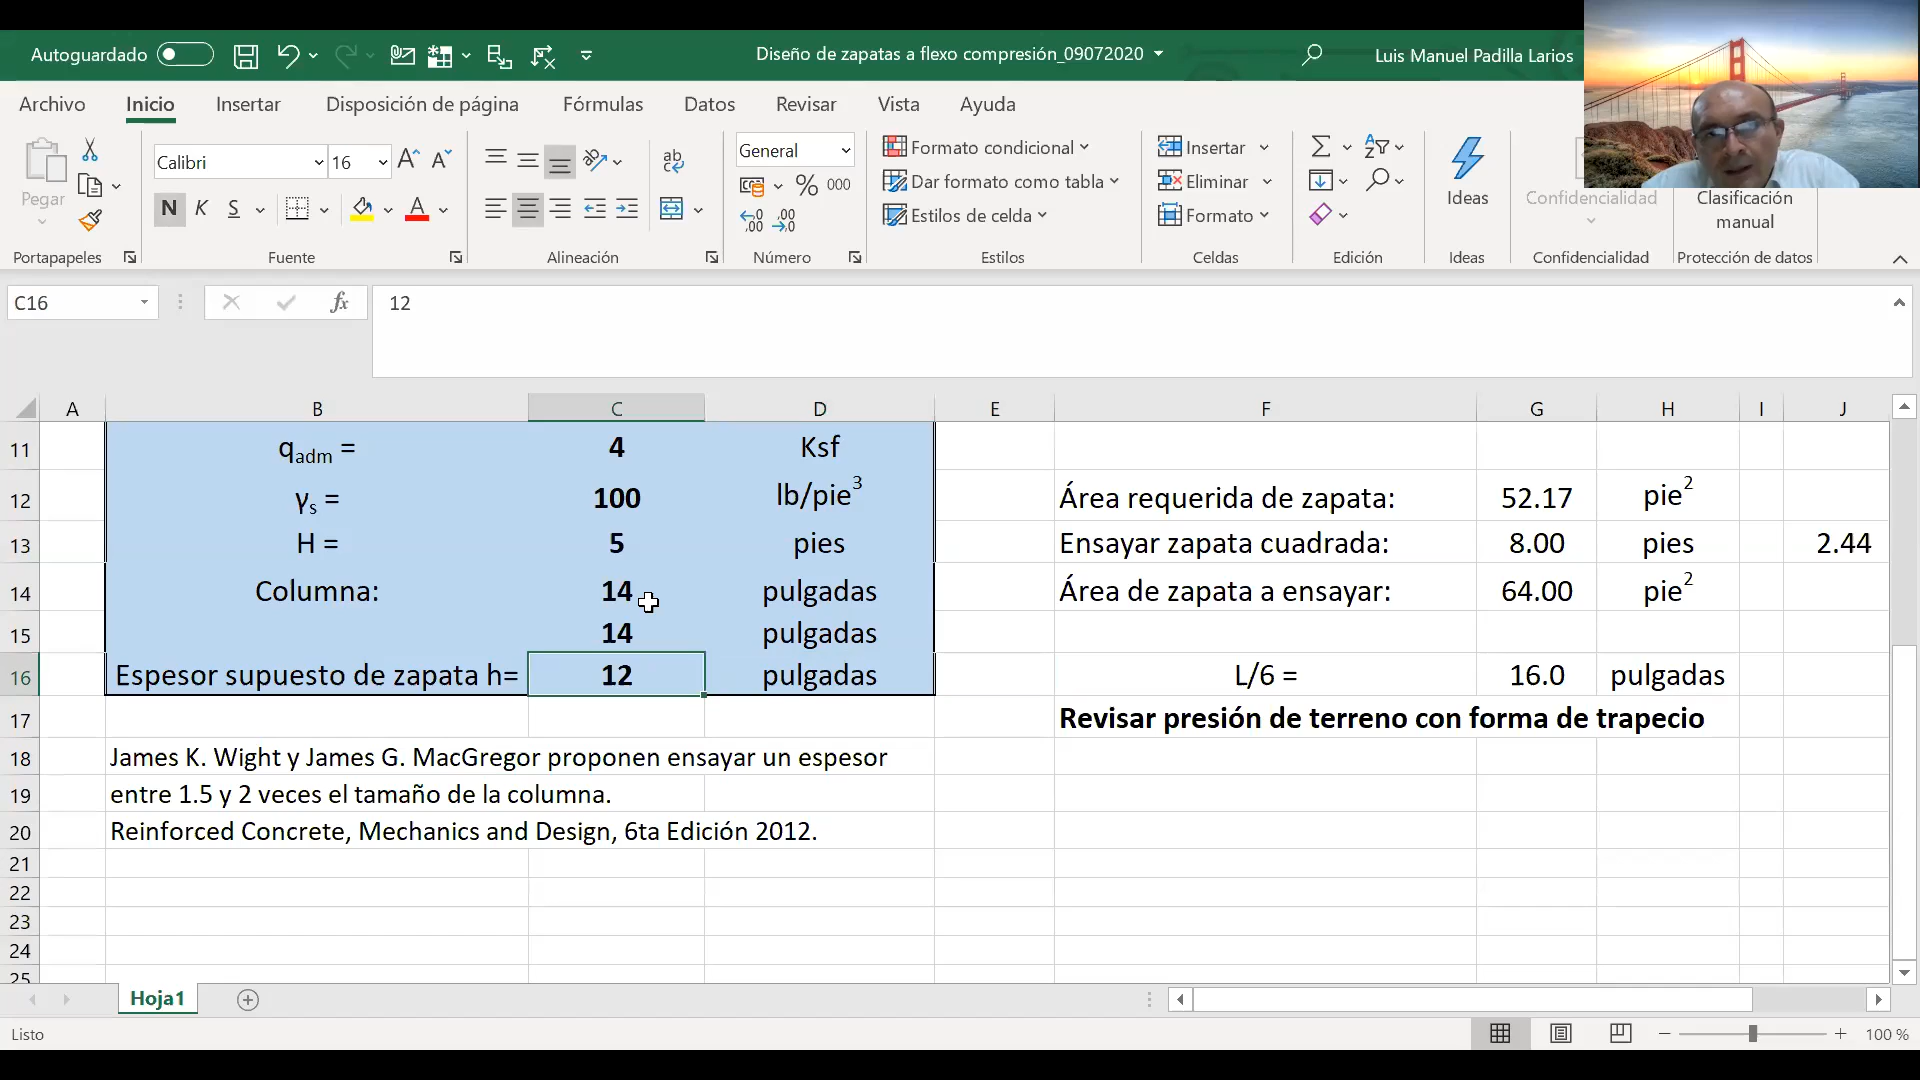 Autoguardado
Diseño de zapatas a flexo compresión_09072020
Luis Manuel Padilla Larios
Archivo Inicio Insertar Disposición de página Fórmulas Datos Revisar Vista Ayuda
Pegar
Calibri 16
N K S
ab
General
% 000
Formato condicional
Dar formato como tabla
Estilos de celda
Insertar
Eliminar
Formato
Ideas
Confidencialidad
Clasificación
manual
Portapapeles Fuente Alineación Número Estilos Celdas Edición Ideas Confidencialidad Protección de datos
C16 fx 12
A B C D E F G H I J
11 qadm = 4 Ksf
12 γs = 100 lb/pie3 Área requerida de zapata: 52.17 pie2
13 H = 5 pies Ensayar zapata cuadrada: 8.00 pies 2.44
14 Columna: 14 pulgadas Área de zapata a ensayar: 64.00 pie2
15 14 pulgadas
16 Espesor supuesto de zapata h= 12 pulgadas L/6 = 16.0 pulgadas
17 Revisar presión de terreno con forma de trapecio
18 James K. Wight y James G. MacGregor proponen ensayar un espesor
19 entre 1.5 y 2 veces el tamaño de la columna.
20 Reinforced Concrete, Mechanics and Design, 6ta Edición 2012.
21
22
23
24
25
Hoja1
Listo
100 %